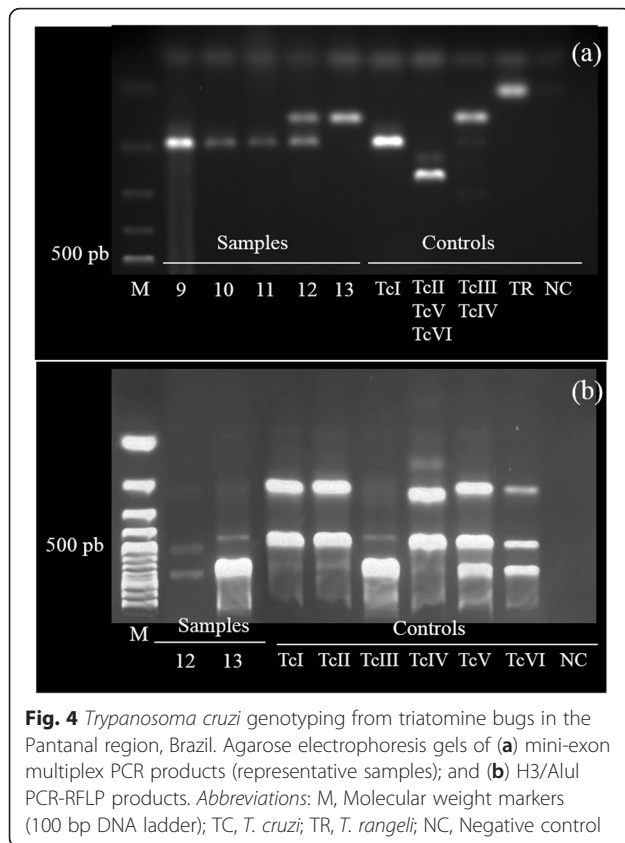 (a)
500 pb
Samples
Controls
M 9 10 11 12 13 TcI TcII TcIII TR NC
TcV TcIV
TcVI
(b)
500 pb
M
Samples
Controls
12 13 TcI TcII TcIII TcIV TcV TcVI NC
Fig. 4 Trypanosoma cruzi genotyping from triatomine bugs in the
Pantanal region, Brazil. Agarose electrophoresis gels of (a) mini-exon
multiplex PCR products (representative samples); and (b) H3/AluI
PCR-RFLP products. Abbreviations: M, Molecular weight markers
(100 bp DNA ladder); TC, T. cruzi; TR, T. rangeli; NC, Negative control